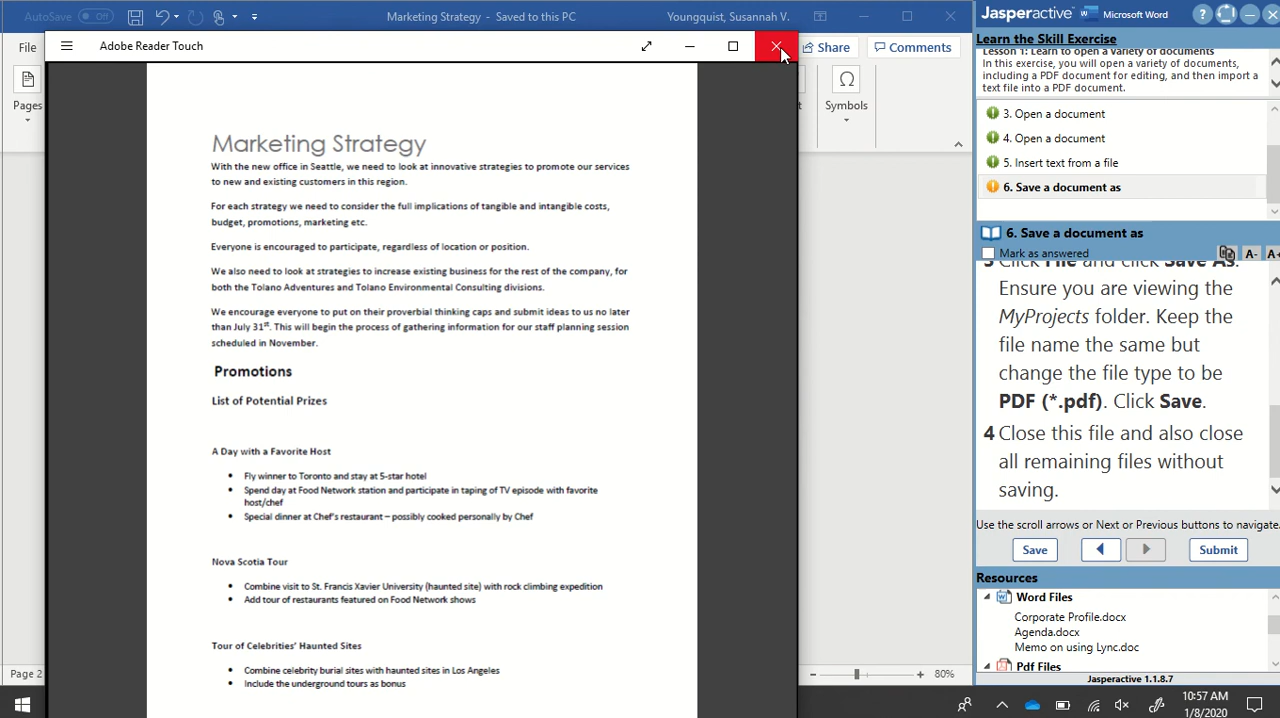 AutoSave Off
Marketing Strategy - Saved to this PC
Youngquist, Susannah V.
File
Share
Comments
Pages
Symbols
Adobe Reader Touch
Marketing Strategy
With the new office in Seattle, we need to look at innovative strategies to promote our services
to new and existing customers in this region.
For each strategy we need to consider the full implications of tangible and intangible costs,
budget, promotions, marketing etc.
Everyone is encouraged to participate, regardless of location or position.
We also need to look at strategies to increase existing business for the rest of the company, for
both the Tolano Adventures and Tolano Environmental Consulting divisions.
We encourage everyone to put on their proverbial thinking caps and submit ideas to us no later
than July 31st. This will begin the process of gathering information for our staff planning session
scheduled in November.
Promotions
List of Potential Prizes
A Day with a Favorite Host
• Fly winner to Toronto and stay at 5-star hotel
• Spend day at Food Network station and participate in taping of TV episode with favorite
host/chef
• Special dinner at Chef's restaurant – possibly cooked personally by Chef
Nova Scotia Tour
• Combine visit to St. Francis Xavier University (haunted site) with rock climbing expedition
• Add tour of restaurants featured on Food Network shows
Tour of Celebrities' Haunted Sites
• Combine celebrity burial sites with haunted sites in Los Angeles
• Include the underground tours as bonus
Page 2
80%
Jasperactive Microsoft Word
Learn the Skill Exercise
Lesson 1: Learn to open a variety of documents
In this exercise, you will open a variety of documents,
including a PDF document for editing, and then import a
text file into a PDF document.
3. Open a document
4. Open a document
5. Insert text from a file
6. Save a document as
6. Save a document as
Mark as answered
A-
A+
3 Click File and click Save As.
Ensure you are viewing the
MyProjects folder. Keep the
file name the same but
change the file type to be
PDF (*.pdf). Click Save.
4 Close this file and also close
all remaining files without
saving.
Use the scroll arrows or Next or Previous buttons to navigate.
Save
Submit
Resources
Word Files
Corporate Profile.docx
Agenda.docx
Memo on using Lync.docx
Pdf Files
Jasperactive 1.1.8.7
10:57 AM
1/8/2020